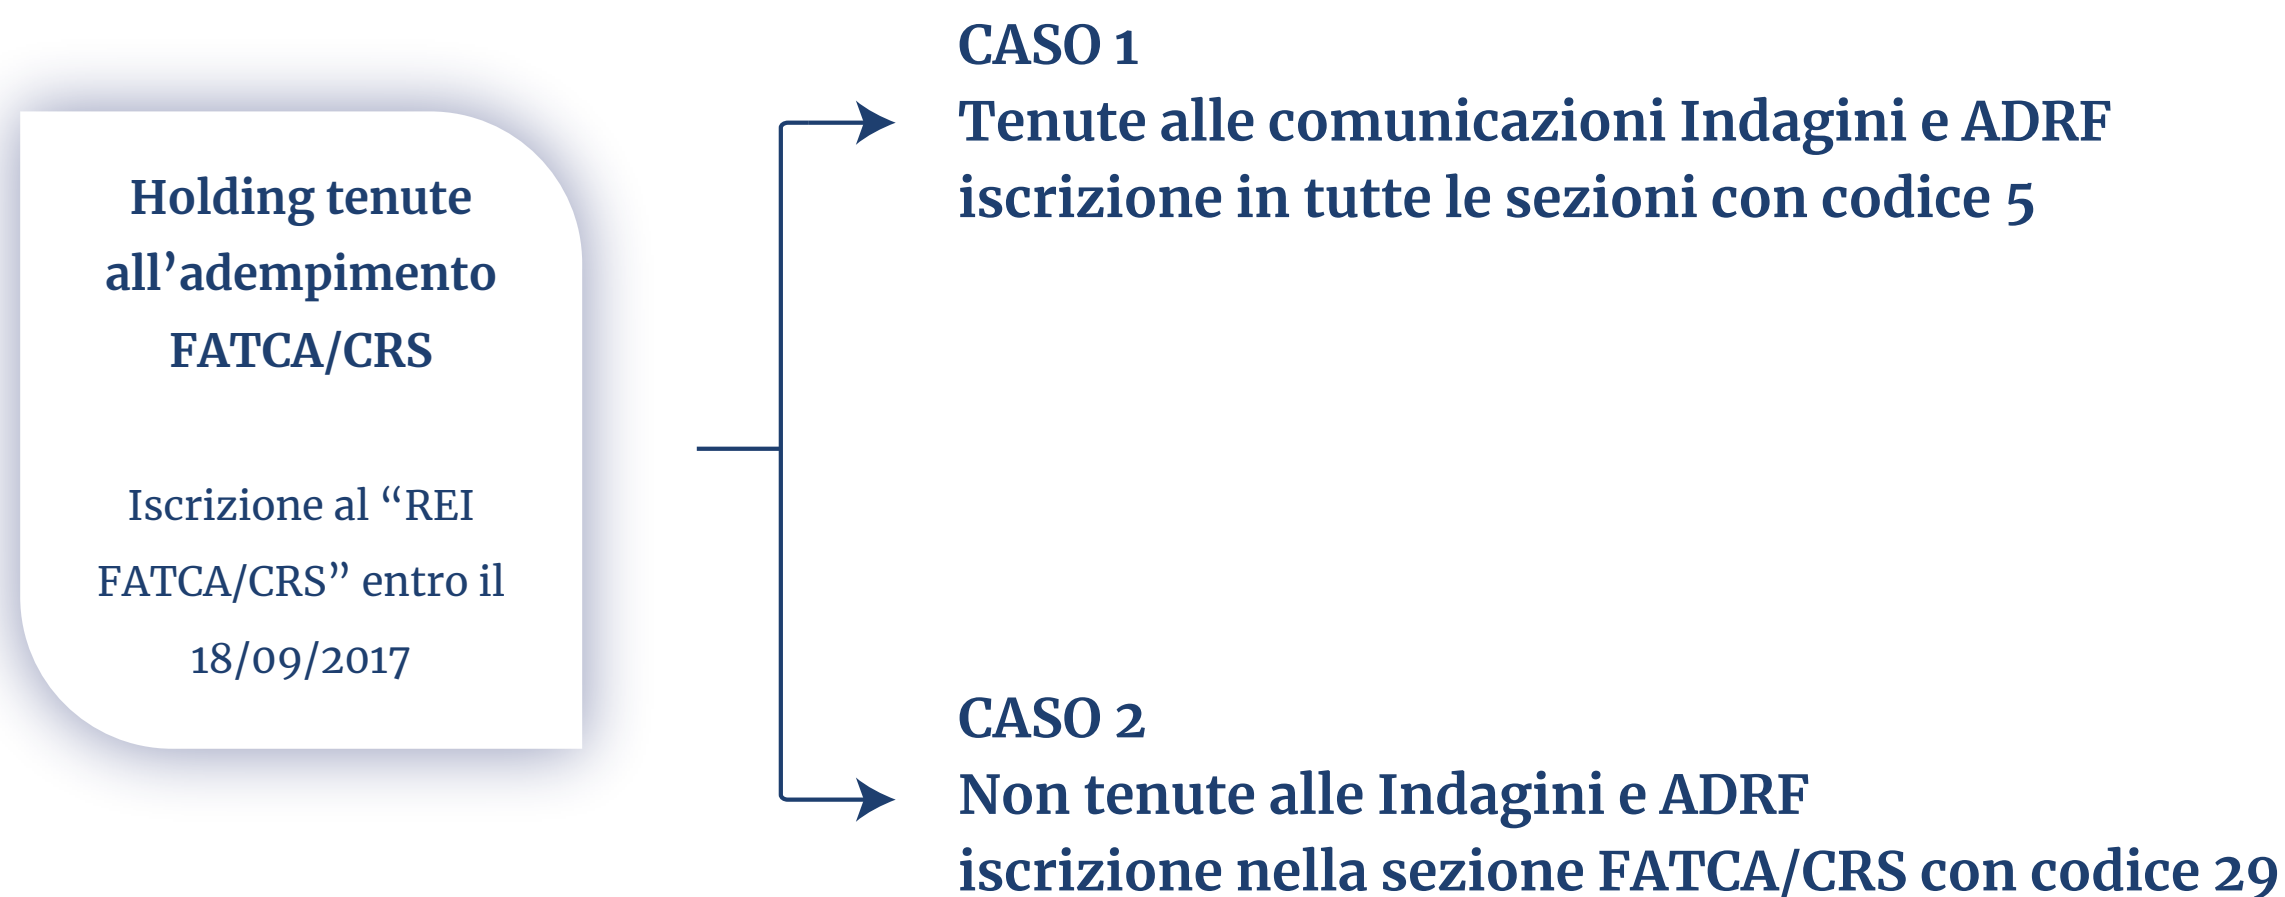 Holding tenute
all’adempimento
FATCA/CRS
Iscrizione al “REI
FATCA/CRS” entro il
18/09/2017
CASO 1
Tenute alle comunicazioni Indagini e ADRF
iscrizione in tutte le sezioni con codice 5
CASO 2
Non tenute alle Indagini e ADRF
iscrizione nella sezione FATCA/CRS con codice 29